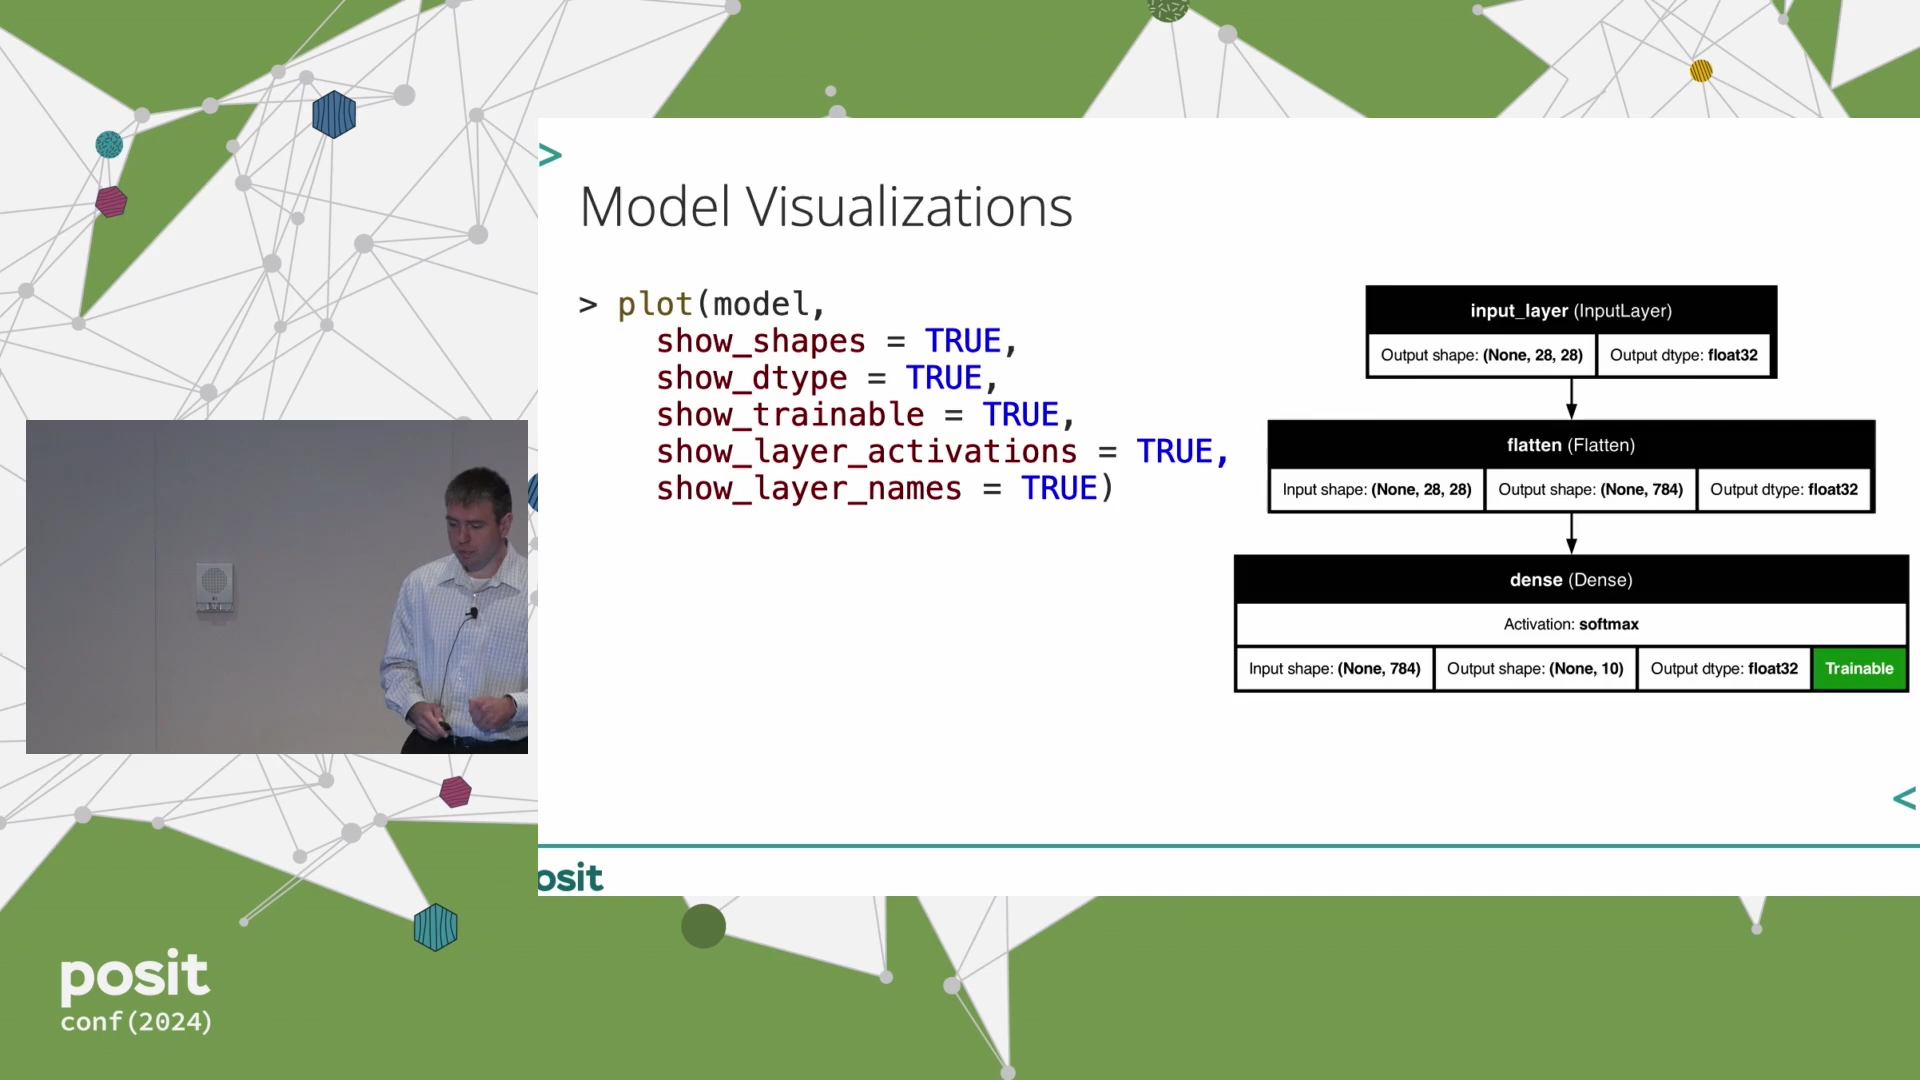 >
Model Visualizations
> plot(model,
show_shapes = TRUE,
show_dtype = TRUE,
show_trainable = TRUE,
show_layer_activations = TRUE,
show_layer_names = TRUE)
input_layer (InputLayer)
Output shape: (None, 28, 28) Output dtype: float32
flatten (Flatten)
Input shape: (None, 28, 28) Output shape: (None, 784) Output dtype: float32
dense (Dense)
Activation: softmax
Input shape: (None, 784) Output shape: (None, 10) Output dtype: float32 Trainable
<
osit
posit
conf(2024)